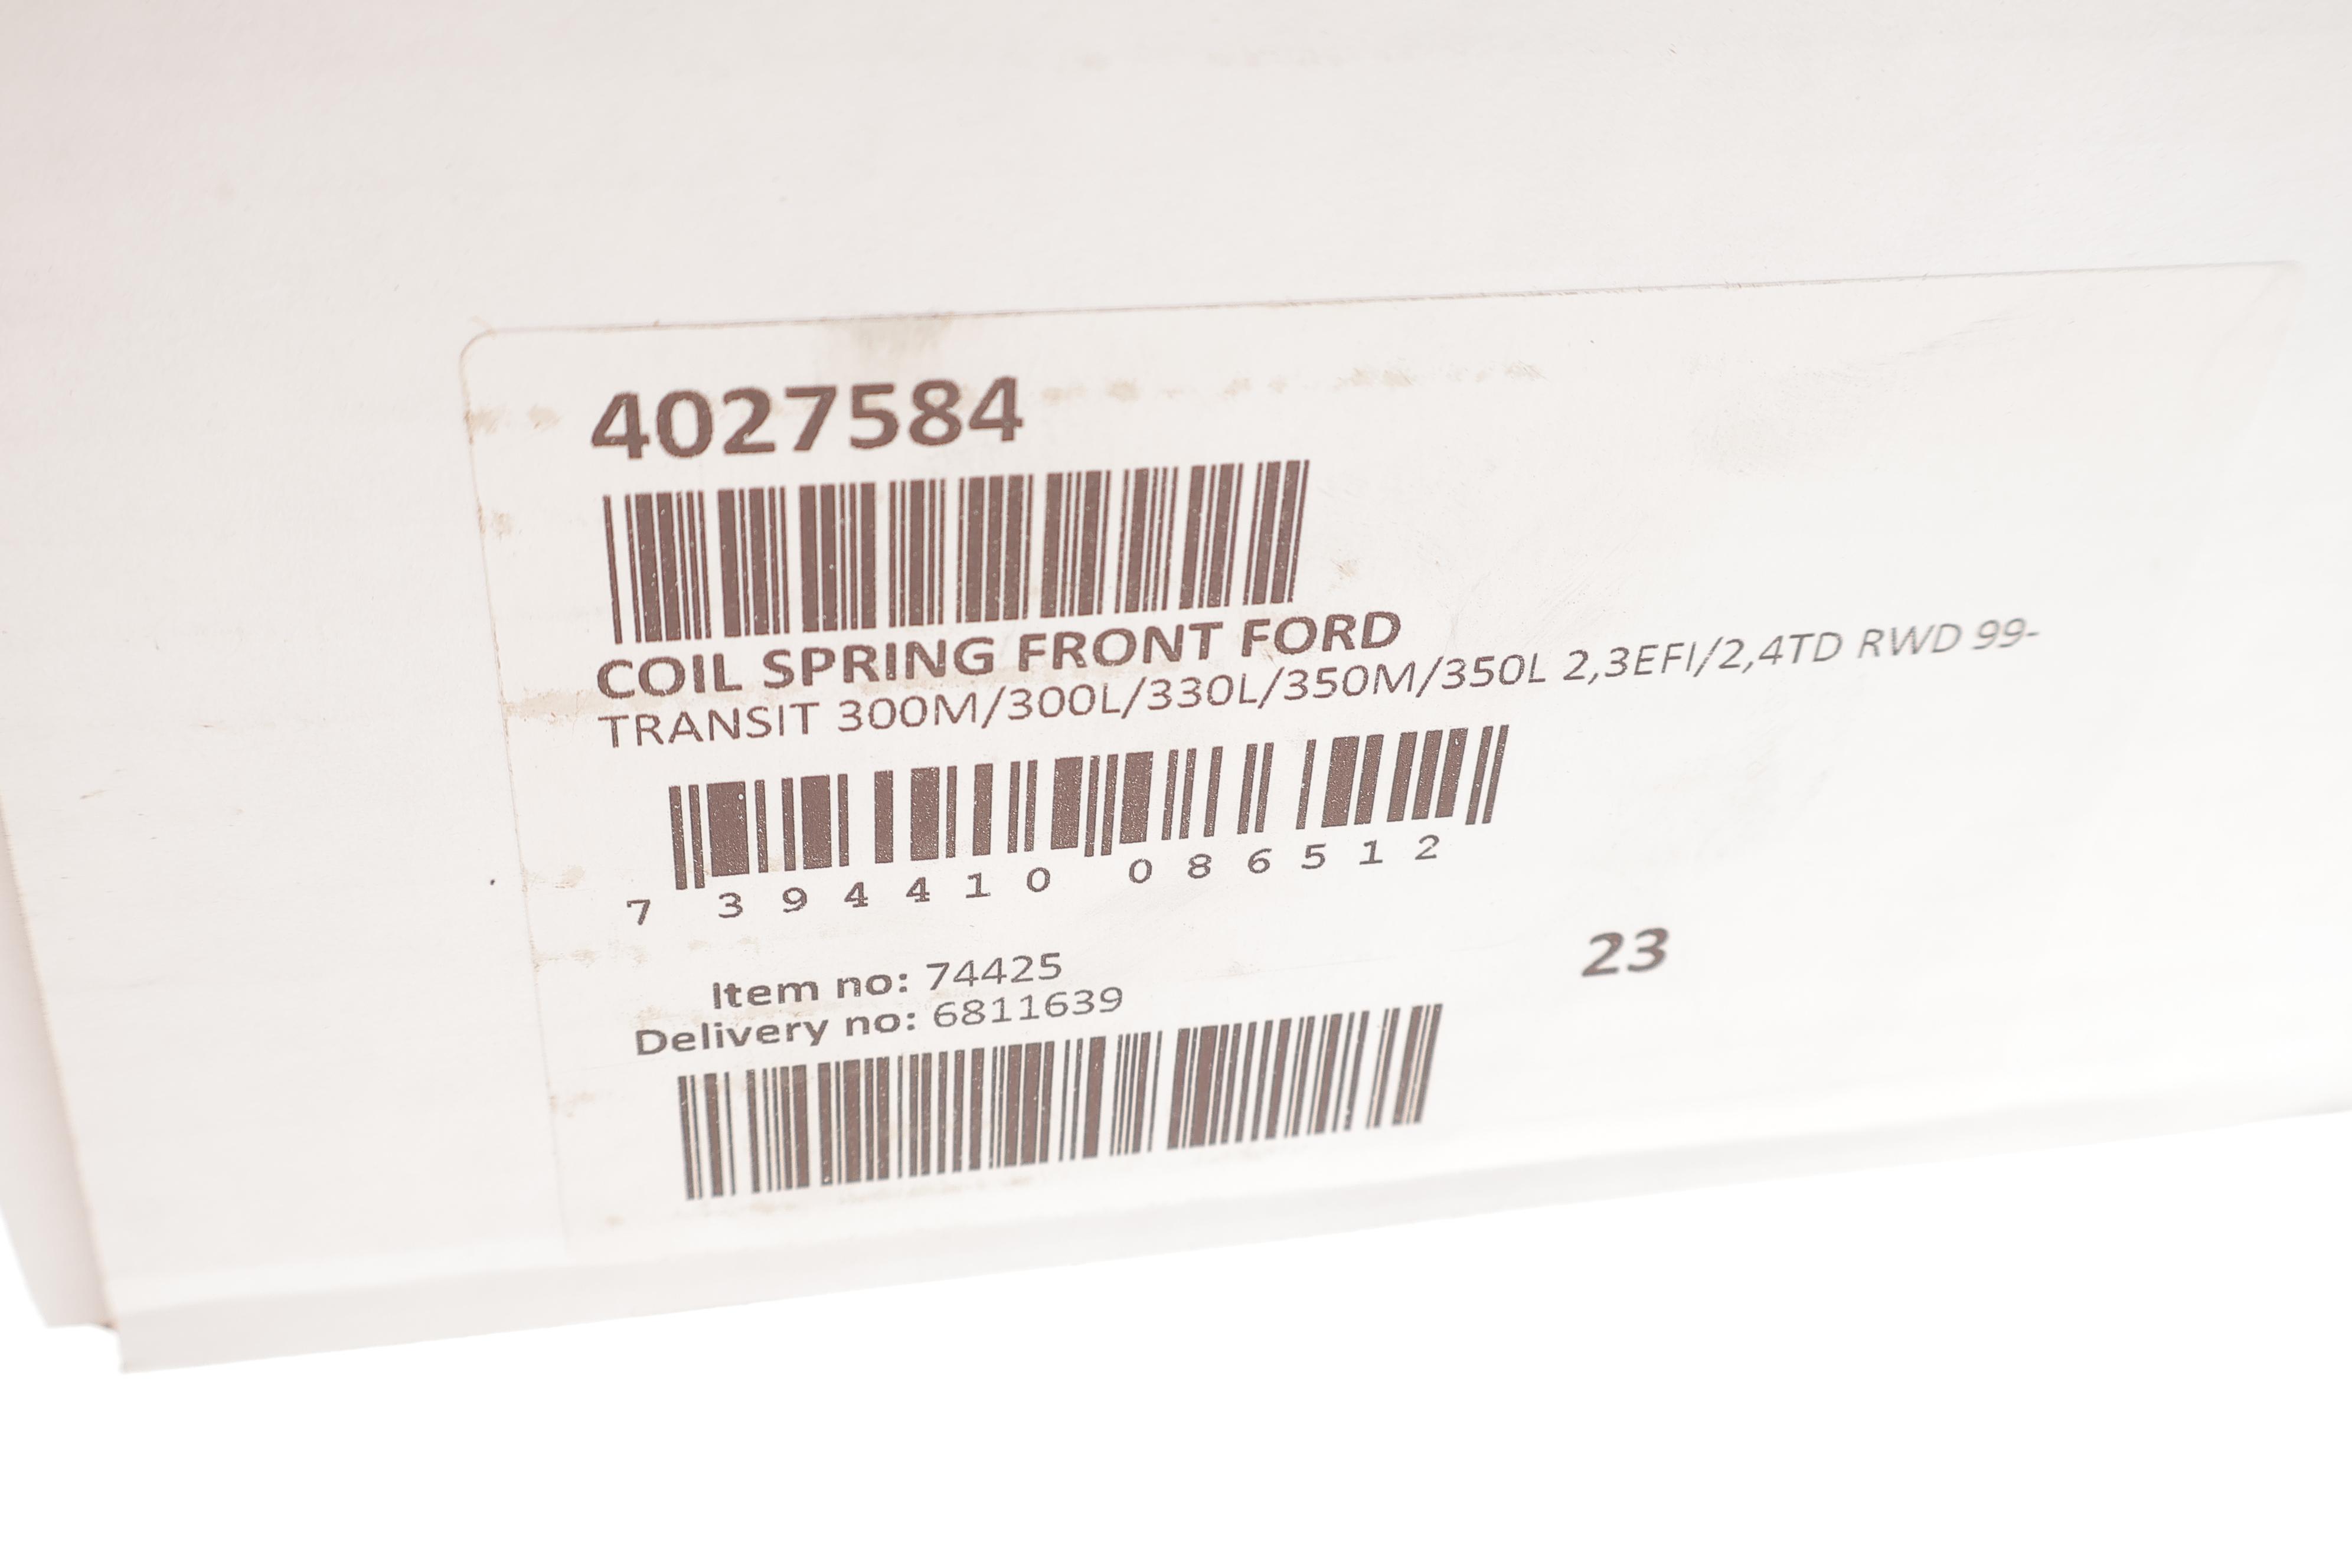 4027584
COIL SPRING FRONT FORD
TRANSIT 300M/300L/330L/350M/350L 2,3EFI/2,4TD RWD 99-
7 394410 086512
Item no: 74425
Delivery no: 6811639
23